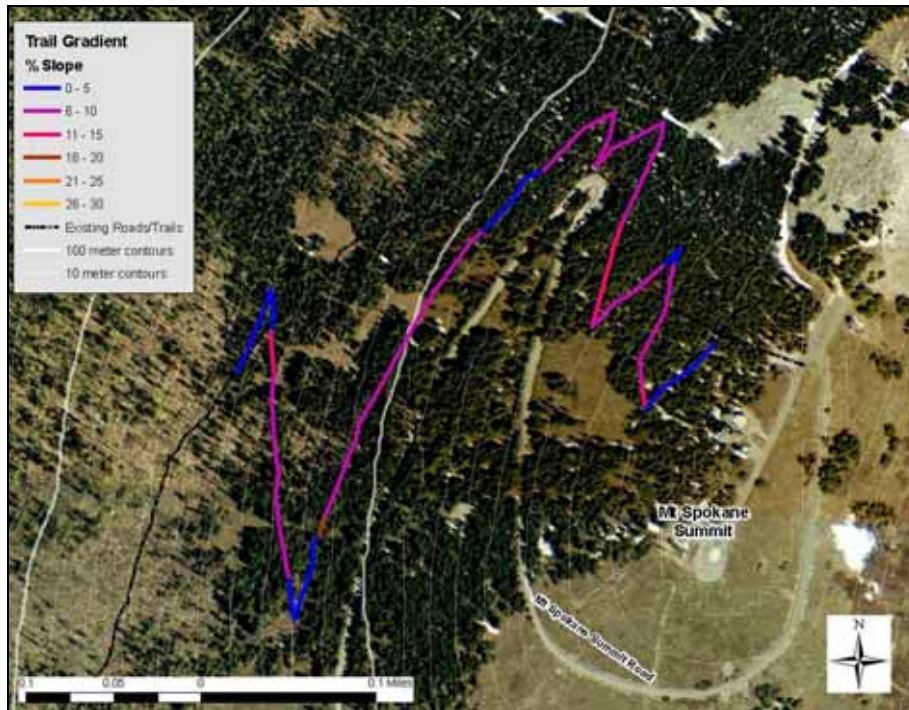 Trail Gradient
% Slope
0 - 5
6 - 10
11 - 15
16 - 20
21 - 25
26 - 30
Existing Roads/Trails
100 meter contours
10 meter contours
Mt Spokane
Summit
Mt Spokane Summit Road
N
0.1 0.05 0 0.1 Miles